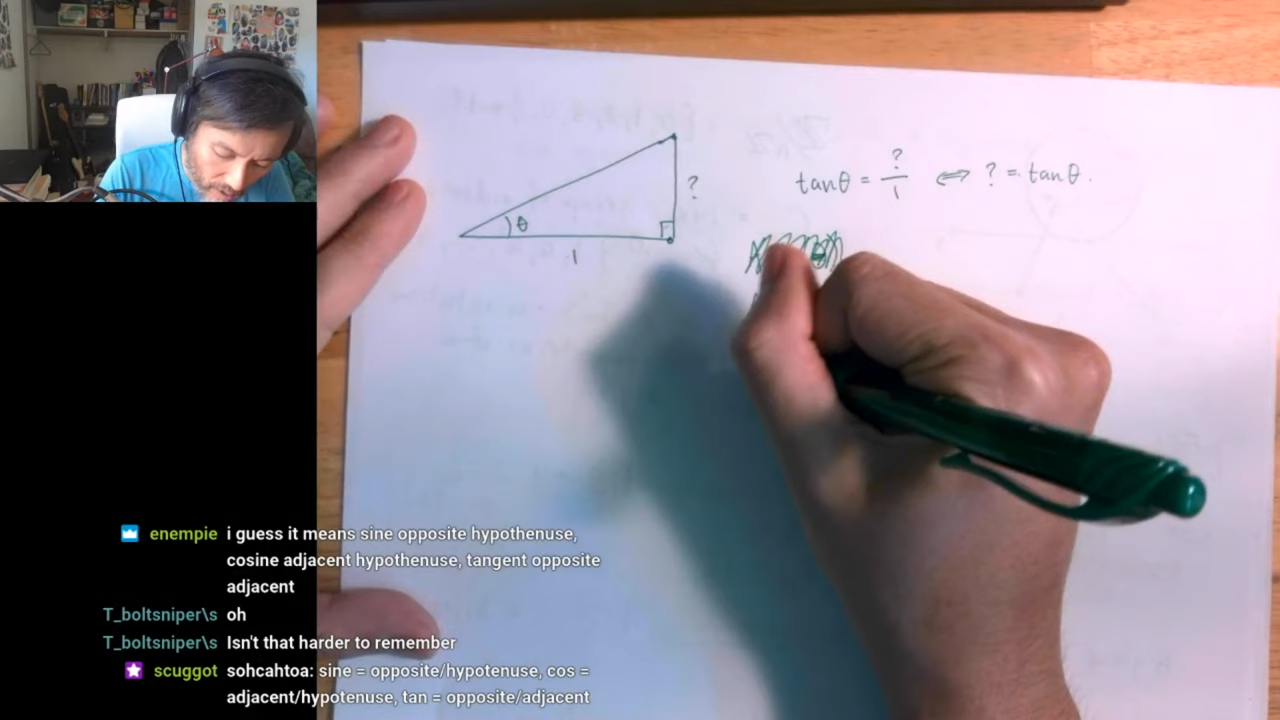 tanθ = ?/1 ⟺ ? = tanθ.
?
θ
1
enempie i guess it means sine opposite hypothenuse,
cosine adjacent hypothenuse, tangent opposite
adjacent
T_boltsniper\s oh
T_boltsniper\s Isn't that harder to remember
scuggot sohcahtoa: sine = opposite/hypotenuse, cos =
adjacent/hypotenuse, tan = opposite/adjacent